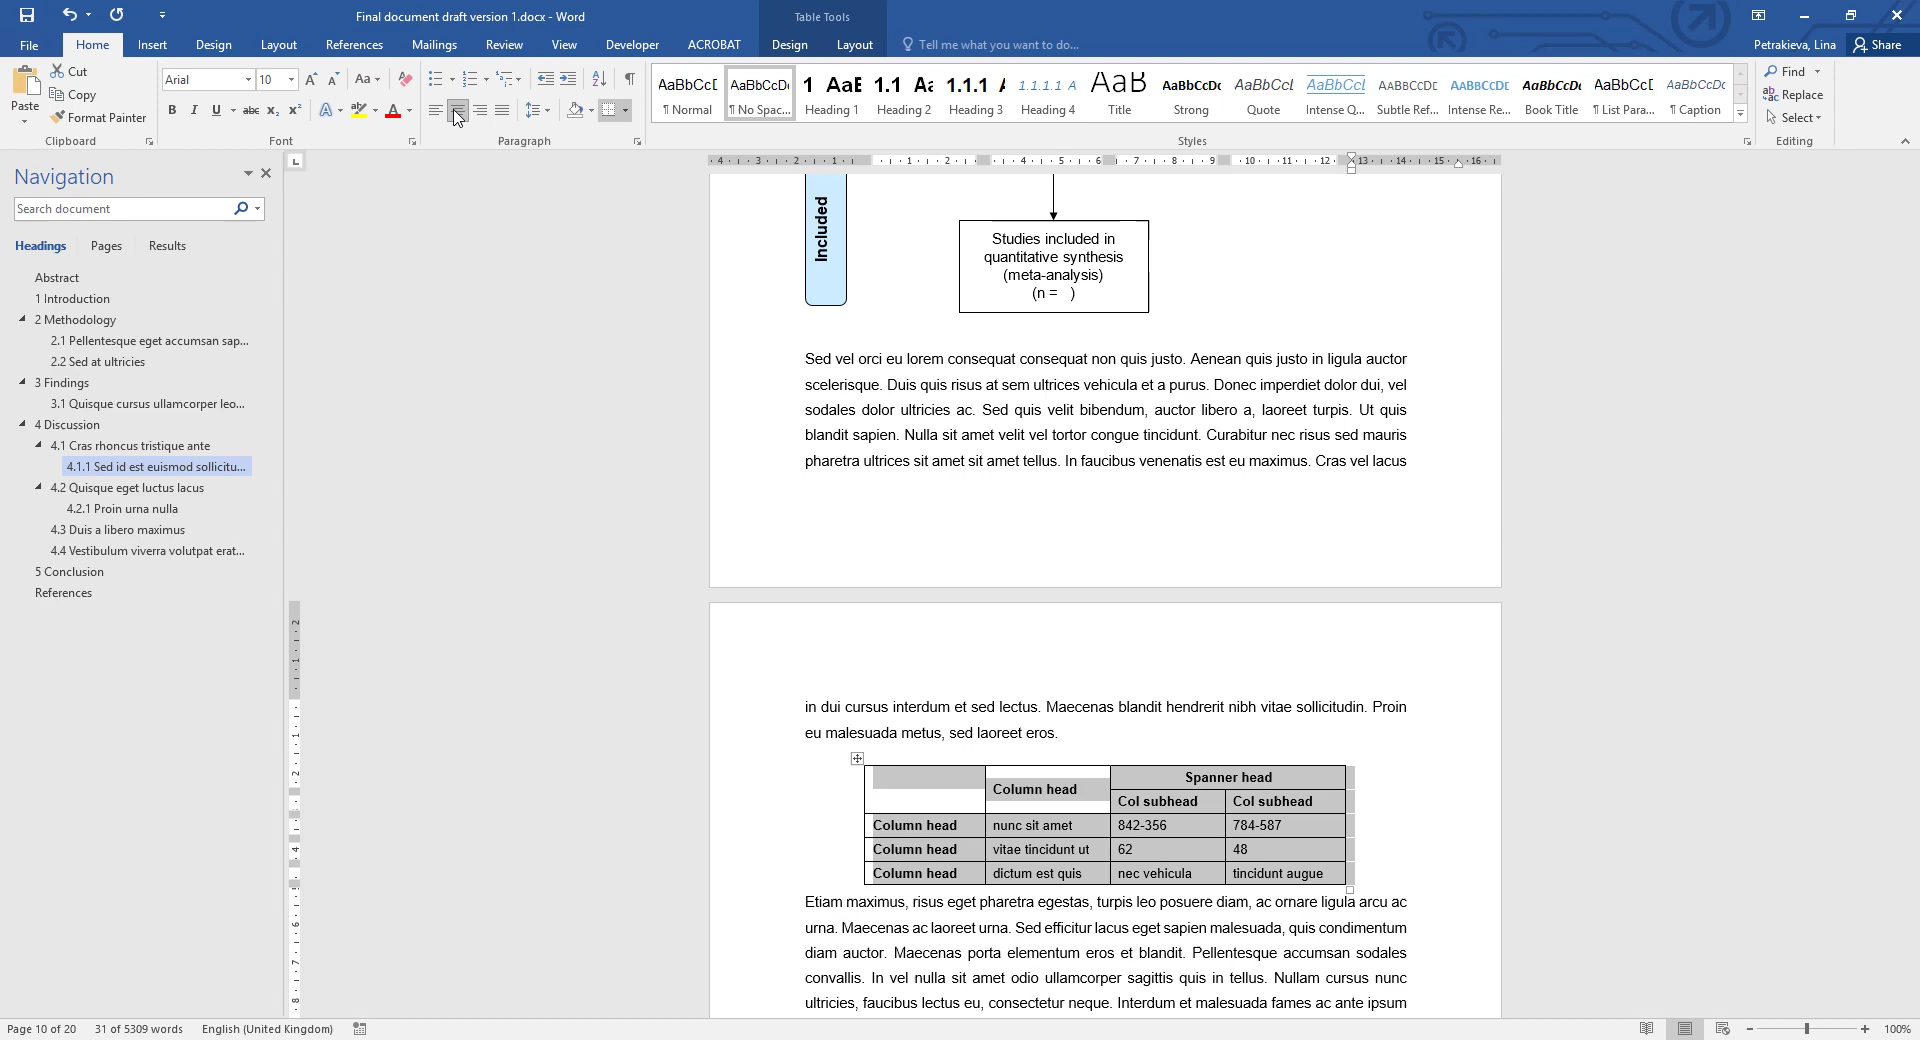 Final document draft version 1.docx - Word
Table Tools
File
Home
Insert
Design
Layout
References
Mailings
Review
View
Developer
ACROBAT
Design
Layout
Tell me what you want to do...
Petrakieva, Lina
Share
Paste
Cut
Copy
Format Painter
Clipboard
Arial
10
Font
Paragraph
AaBbCcI
¶ Normal
AaBbCcDc
¶ No Spac...
1 AaB
Heading 1
1.1 Aa
Heading 2
1.1.1 A
Heading 3
1.1.1.1 A
Heading 4
AaB
Title
AaBbCcDc
Strong
AaBbCcI
Quote
AaBbCcI
Intense Q...
AABBCCDE
Subtle Ref...
AABBCCDE
Intense Re...
AaBbCcDc
Book Title
AaBbCcI
¶ List Para...
AaBbCcDc
¶ Caption
Styles
Find
Replace
Select
Editing
Navigation
Search document
Headings
Pages
Results
Abstract
1 Introduction
2 Methodology
2.1 Pellentesque eget accumsan sap...
2.2 Sed at ultricies
3 Findings
3.1 Quisque cursus ullamcorper leo...
4 Discussion
4.1 Cras rhoncus tristique ante
4.1.1 Sed id est euismod sollicitu...
4.2 Quisque eget luctus lacus
4.2.1 Proin urna nulla
4.3 Duis a libero maximus
4.4 Vestibulum viverra volutpat erat...
5 Conclusion
References
Included
Studies included in
quantitative synthesis
(meta-analysis)
(n = )
Sed vel orci eu lorem consequat consequat non quis justo. Aenean quis justo in ligula auctor
scelerisque. Duis quis risus at sem ultrices vehicula et a purus. Donec imperdiet dolor dui, vel
sodales dolor ultricies ac. Sed quis velit bibendum, auctor libero a, laoreet turpis. Ut quis
blandit sapien. Nulla sit amet velit vel tortor congue tincidunt. Curabitur nec risus sed mauris
pharetra ultrices sit amet sit amet tellus. In faucibus venenatis est eu maximus. Cras vel lacus
in dui cursus interdum et sed lectus. Maecenas blandit hendrerit nibh vitae sollicitudin. Proin
eu malesuada metus, sed laoreet eros.
Column head
Spanner head
Col subhead
Col subhead
Column head
nunc sit amet
842-356
784-587
Column head
vitae tincidunt ut
62
48
Column head
dictum est quis
nec vehicula
tincidunt augue
Etiam maximus, risus eget pharetra egestas, turpis leo posuere diam, ac ornare ligula arcu ac
urna. Maecenas ac laoreet urna. Sed efficitur lacus eget sapien malesuada, quis condimentum
diam auctor. Maecenas porta elementum eros et blandit. Pellentesque accumsan sodales
convallis. In vel nulla sit amet odio ullamcorper sagittis quis in tellus. Nullam cursus nunc
ultricies, faucibus lectus eu, consectetur neque. Interdum et malesuada fames ac ante ipsum
Page 10 of 20
31 of 5309 words
English (United Kingdom)
100%